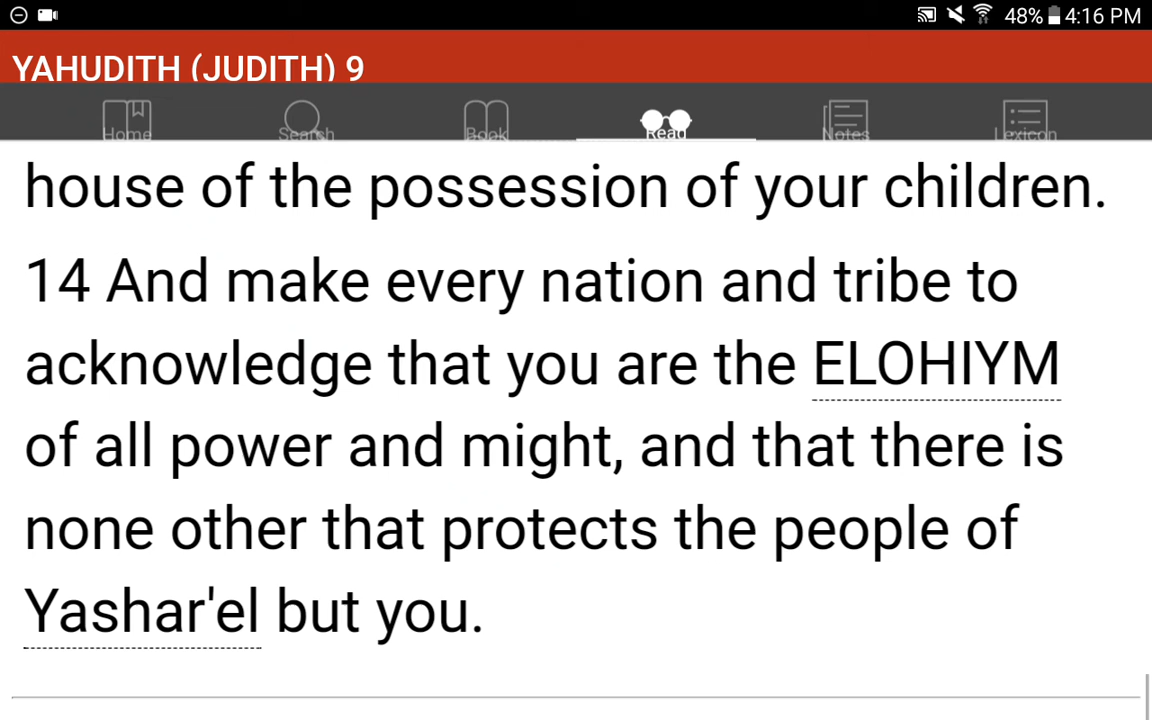 48% 4:16 PM
YAHUDITH (JUDITH) 9
Home Search Book Read Notes Lexicon
house of the possession of your children.
14 And make every nation and tribe to
acknowledge that you are the ELOHIYM
of all power and might, and that there is
none other that protects the people of
Yashar'el but you.